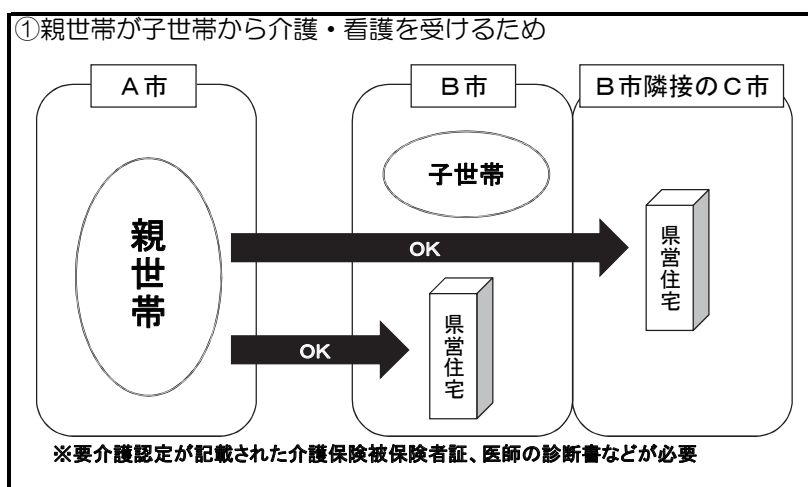 ①親世帯が子世帯から介護・看護を受けるため
A市
B市
B市隣接のC市
子世帯
親世帯
OK
県営住宅
OK
県営住宅
※要介護認定が記載された介護保険被保険者証、医師の診断書などが必要